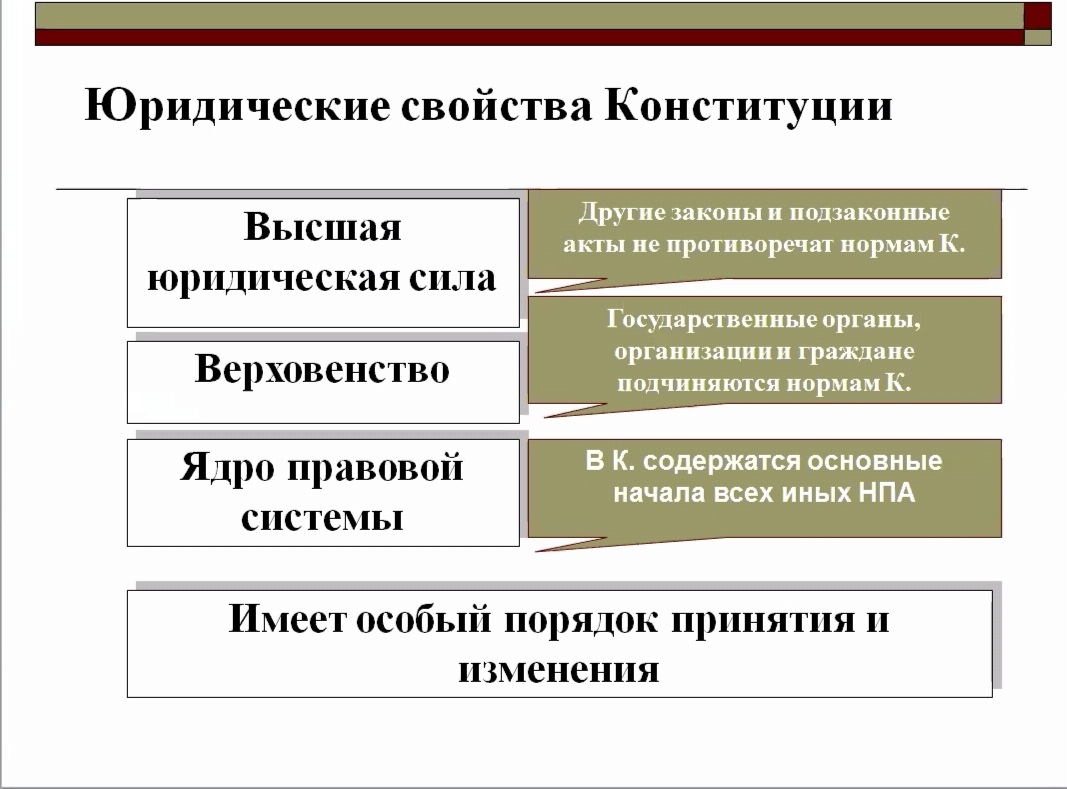 Юридические свойства Конституции
Высшая
юридическая сила
Другие законы и подзаконные
акты не противоречат нормам К.
Верховенство
Государственные органы,
организации и граждане
подчиняются нормам К.
Ядро правовой
системы
В К. содержатся основные
начала всех иных НПА
Имеет особый порядок принятия и
изменения